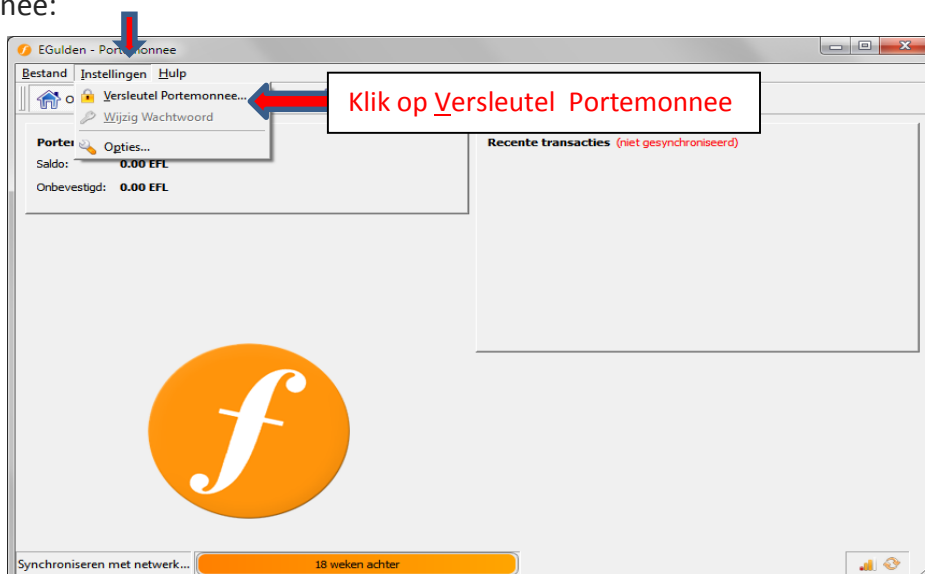 nee:
EGulden - Portemonnee
Bestand Instellingen Hulp
Versleutel Portemonnee...
Wijzig Wachtwoord
Opties...
Klik op Versleutel Portemonnee
Saldo: 0.00 EFL
Onbevestigd: 0.00 EFL
Recente transacties (niet gesynchroniseerd)
f
Synchroniseren met netwerk...
18 weken achter